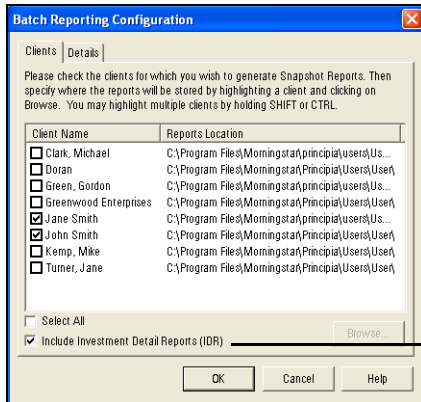 Batch Reporting Configuration
Clients Details
Please check the clients for which you wish to generate Snapshot Reports. Then
specify where the reports will be stored by highlighting a client and clicking on
Browse. You may highlight multiple clients by holding SHIFT or CTRL.
Client Name Reports Location
Clark, Michael C:\Program Files\Morningstar\principia\users\Us...
Doran C:\Program Files\Morningstar\Principia\Users\User\
Green, Gordon C:\Program Files\Morningstar\principia\users\Us...
Greenwood Enterprises C:\Program Files\Morningstar\Principia\Users\User\
Jane Smith C:\Program Files\Morningstar\principia\users\Us...
John Smith C:\Program Files\Morningstar\Principia\Users\User\
Kemp, Mike C:\Program Files\Morningstar\Principia\Users\User\
Turner, Jane C:\Program Files\Morningstar\Principia\Users\User\
Select All
Include Investment Detail Reports (IDR) Browse...
OK Cancel Help